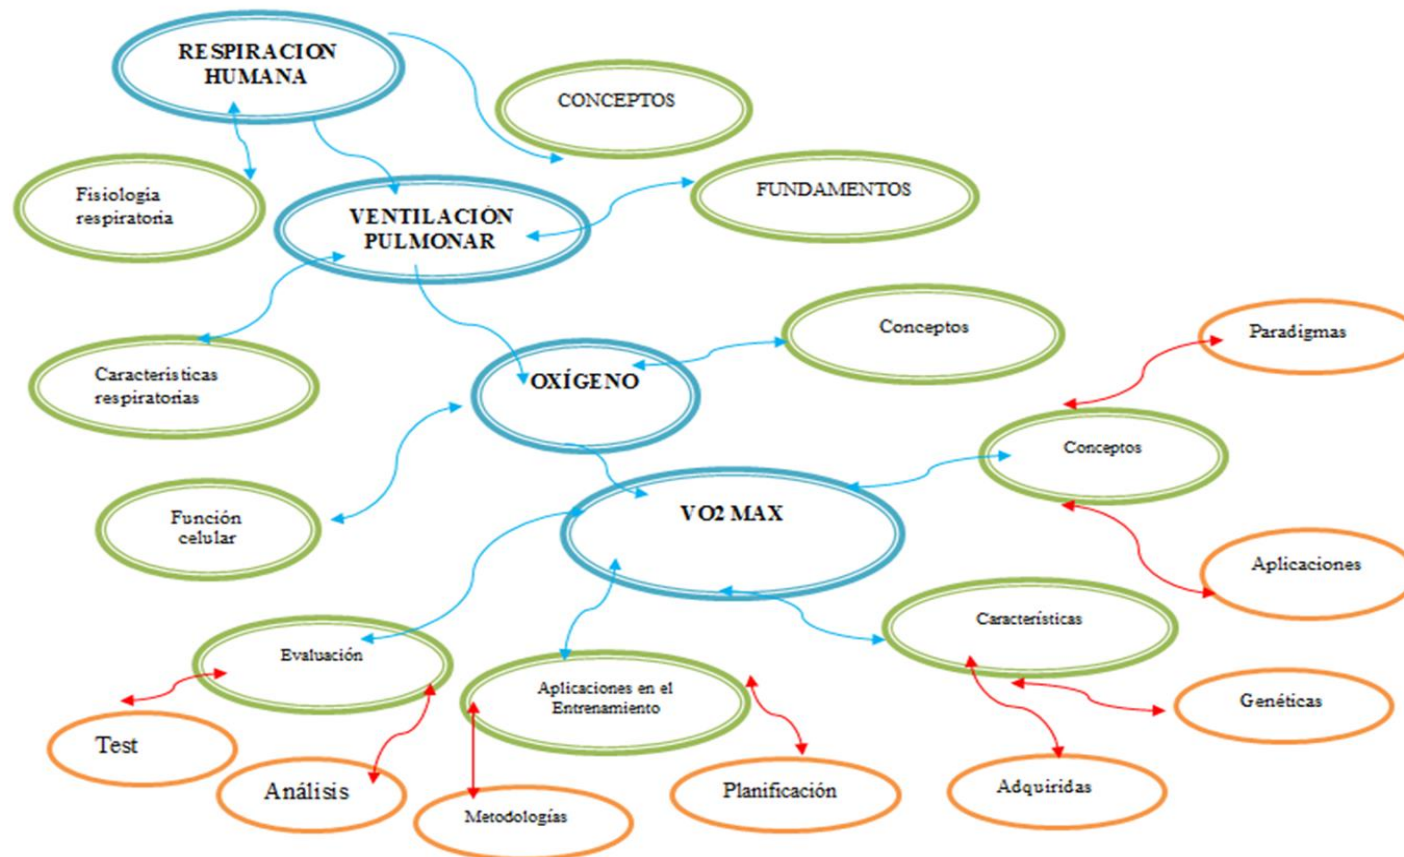 RESPIRACION
HUMANA
CONCEPTOS
Fisiología
respiratoria
FUNDAMENTOS
VENTILACIÓN
PULMONAR
Conceptos
Paradigmas
Características
respiratorias
OXÍGENO
Conceptos
Función
celular
VO2 MAX
Aplicaciones
Evaluación
Características
Aplicaciones en el
Entrenamiento
Genéticas
Test
Análisis
Metodologías
Planificación
Adquiridas